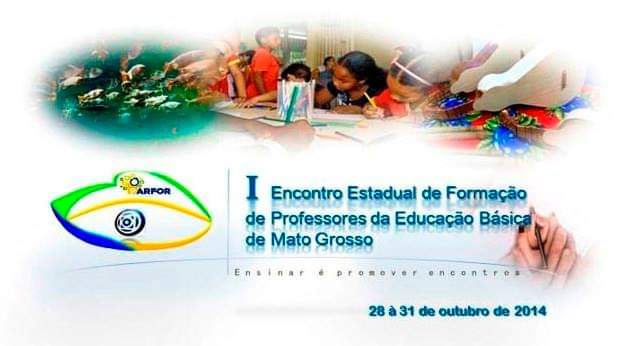 PARFOR
I Encontro Estadual de Formação
de Professores da Educação Básica
de Mato Grosso
Ensinar é promover encontros
28 à 31 de outubro de 2014